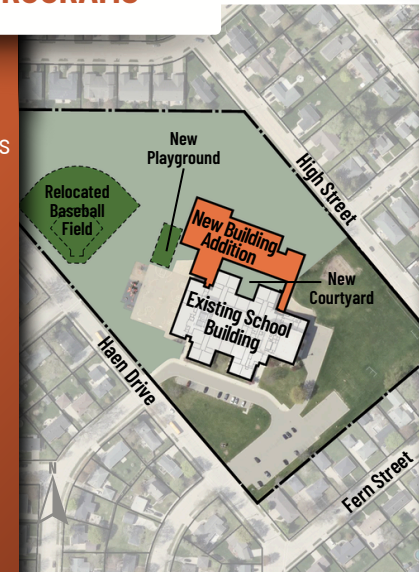 New
Playground
High Street
Relocated
Baseball
Field
New Building
Addition
New
Courtyard
Existing School
Building
Haen Drive
Fern Street
N
S